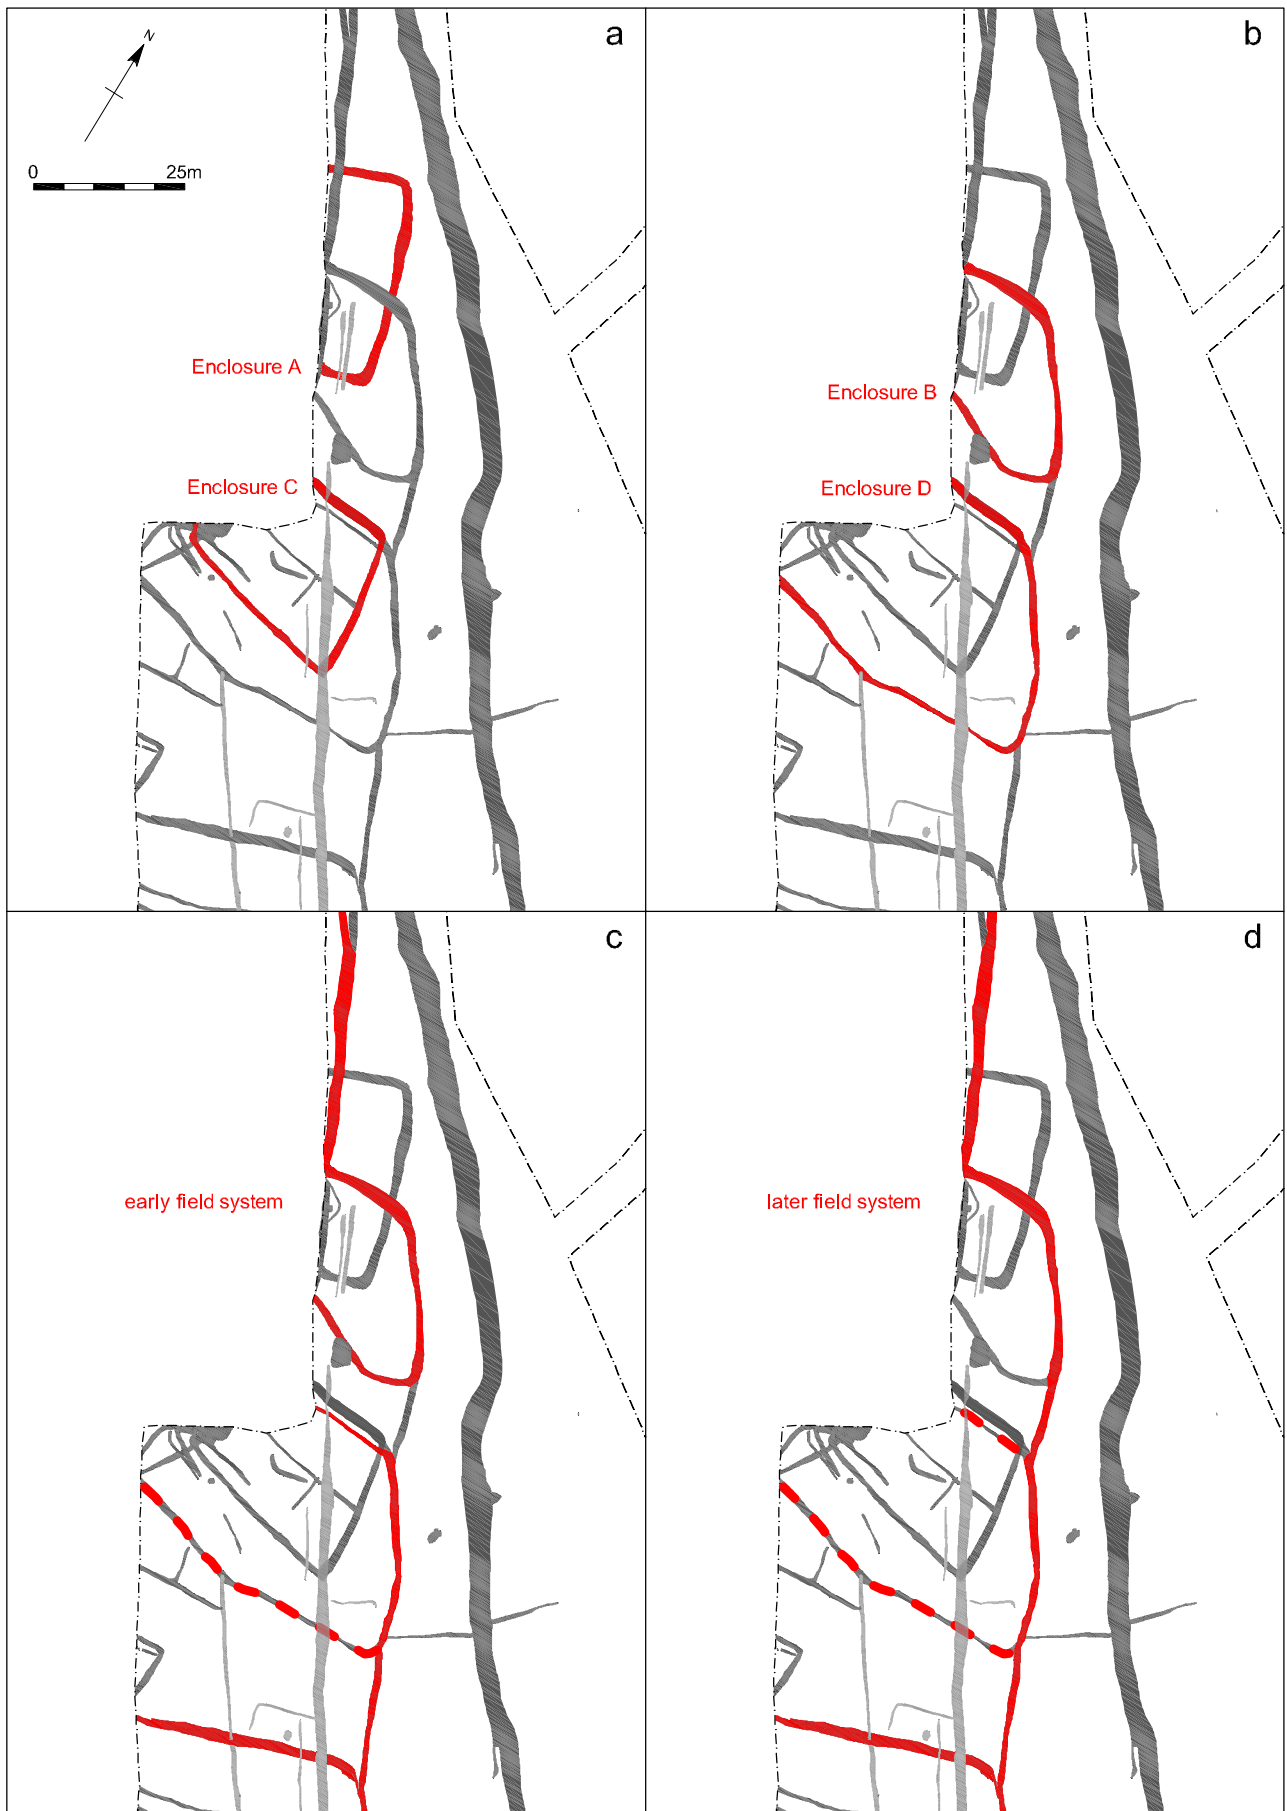 a
N
0 25m
Enclosure A
Enclosure C
b
Enclosure B
Enclosure D
c
early field system
d
later field system